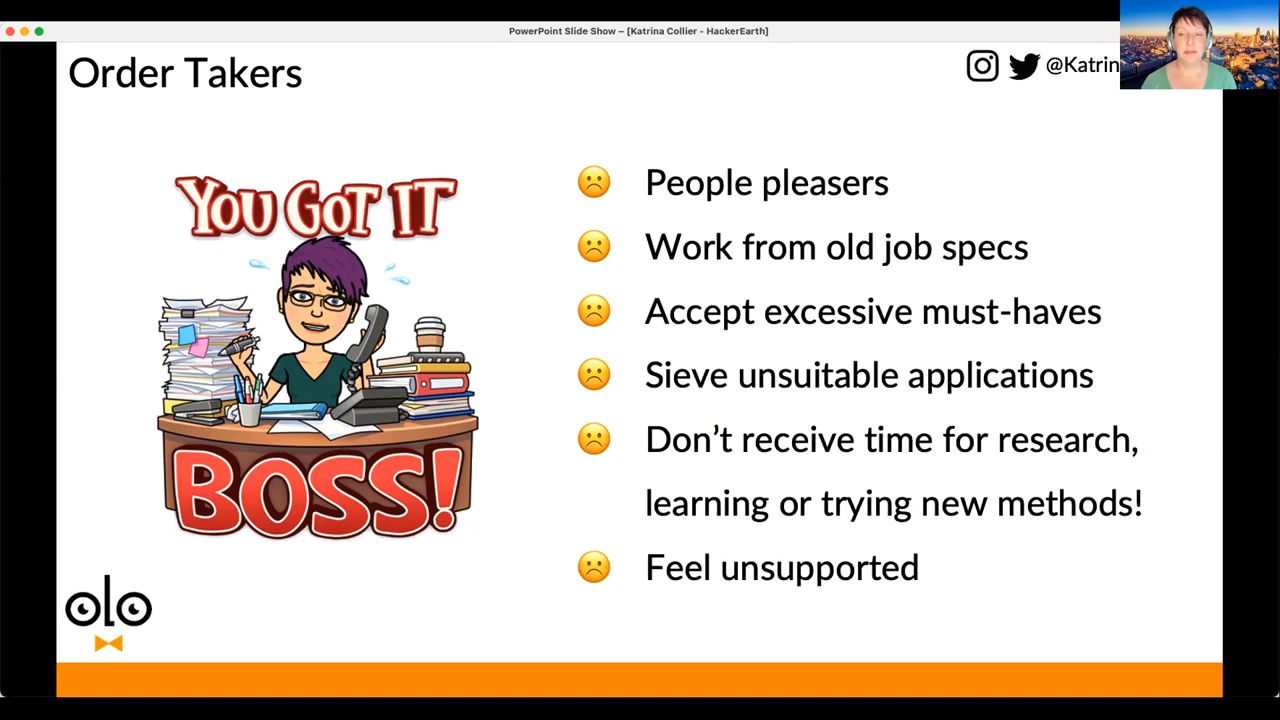 PowerPoint Slide Show – [Katrina Collier - HackerEarth]
Order Takers
@Katrin
YOU GOT IT
BOSS!
People pleasers
Work from old job specs
Accept excessive must-haves
Sieve unsuitable applications
Don’t receive time for research,
learning or trying new methods!
Feel unsupported
olo